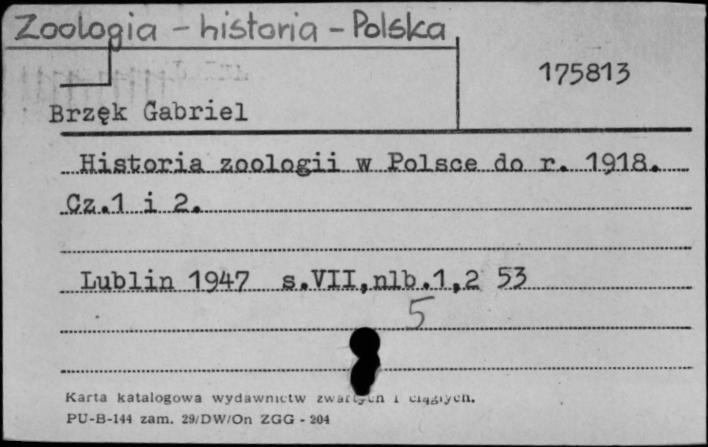 Zoologia - historia - Polska
175813
Brzęk Gabriel
Historia zoologii w Polsce do r. 1918.
Cz.1 i 2.
Lublin 1947 s.VII,nlb.1,2 53
5
Karta katalogowa wydawnictw zwartych i ciągłych.
PU-B-144 zam. 29/DW/On ZGG - 204